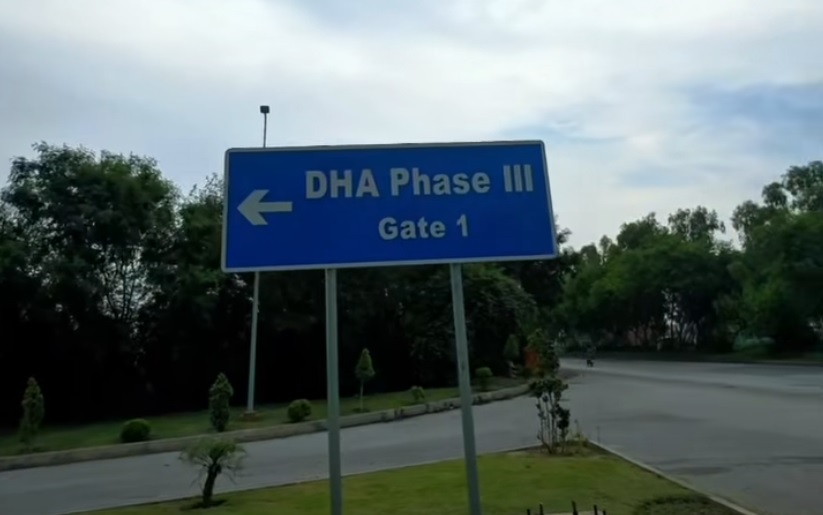 DHA Phase III
Gate 1